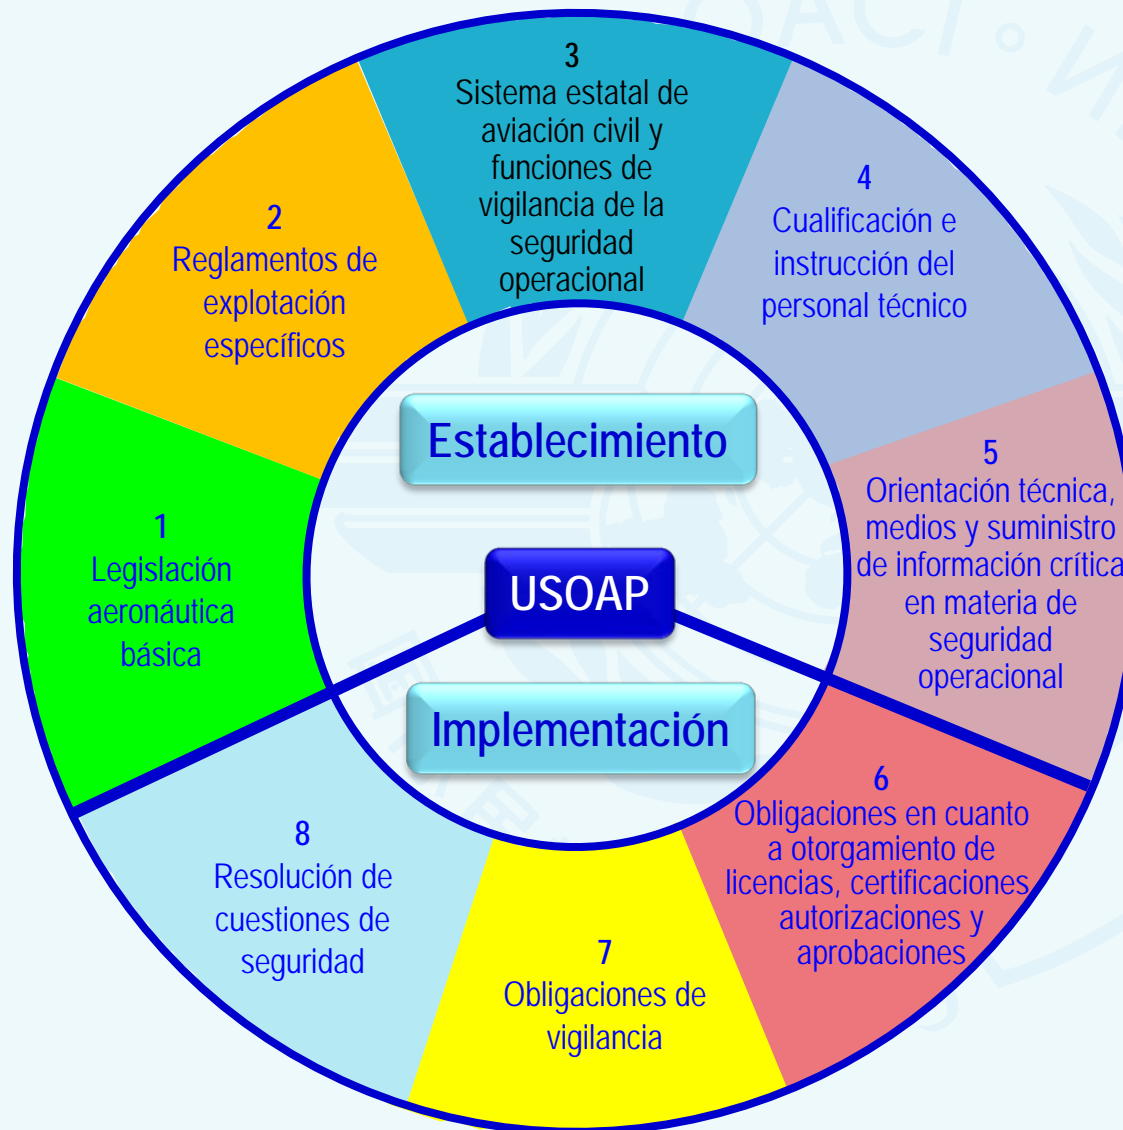 3
Sistema estatal de
aviación civil y
funciones de
vigilancia de la
seguridad
operacional
4
Cualificación e
instrucción del
personal técnico
2
Reglamentos de
explotación
específicos
5
Orientación técnica,
medios y suministro
de información crítica
en materia de
seguridad
operacional
1
Legislación
aeronáutica
básica
Establecimiento
USOAP
Implementación
6
Obligaciones en cuanto
a otorgamiento de
licencias, certificaciones
autorizaciones y
aprobaciones
8
Resolución de
cuestiones de
seguridad
7
Obligaciones de
vigilancia